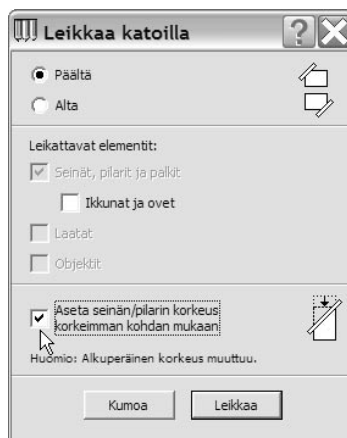 Leikkaa katoilla
Päältä
Alta
Leikattavat elementit:
Seinät, pilarit ja palkit
Ikkunat ja ovet
Laatat
Objektit
Aseta seinän/pilarin korkeus
korkeimman kohdan mukaan
Huomio: Alkuperäinen korkeus muuttuu.
Kumoa Leikkaa